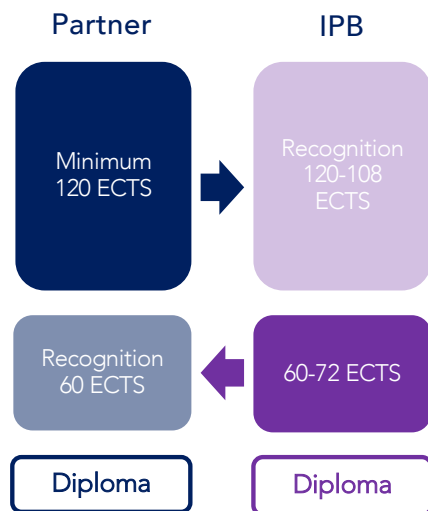 Partner
IPB
Minimum
120 ECTS
Recognition
120-108
ECTS
Recognition
60 ECTS
60-72 ECTS
Diploma
Diploma